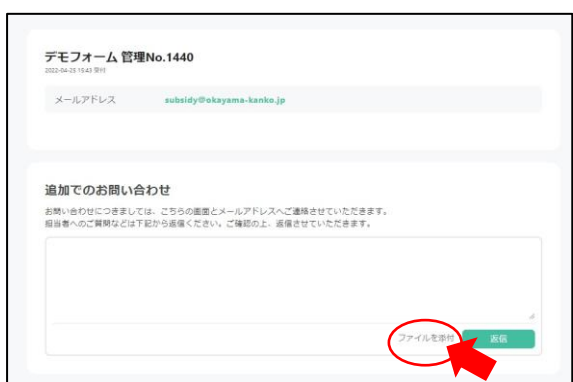 デモフォーム 管理No.1440
2022-04-25 15:43 受付
メールアドレス subsidy@okayama-kanko.jp
追加でのお問い合わせ
お問い合わせにつきましては、こちらの画面とメールアドレスへご連絡させていただきます。
担当者へのご質問などは下記から返信ください。ご確認の上、返信させていただきます。
ファイルを添付 返信